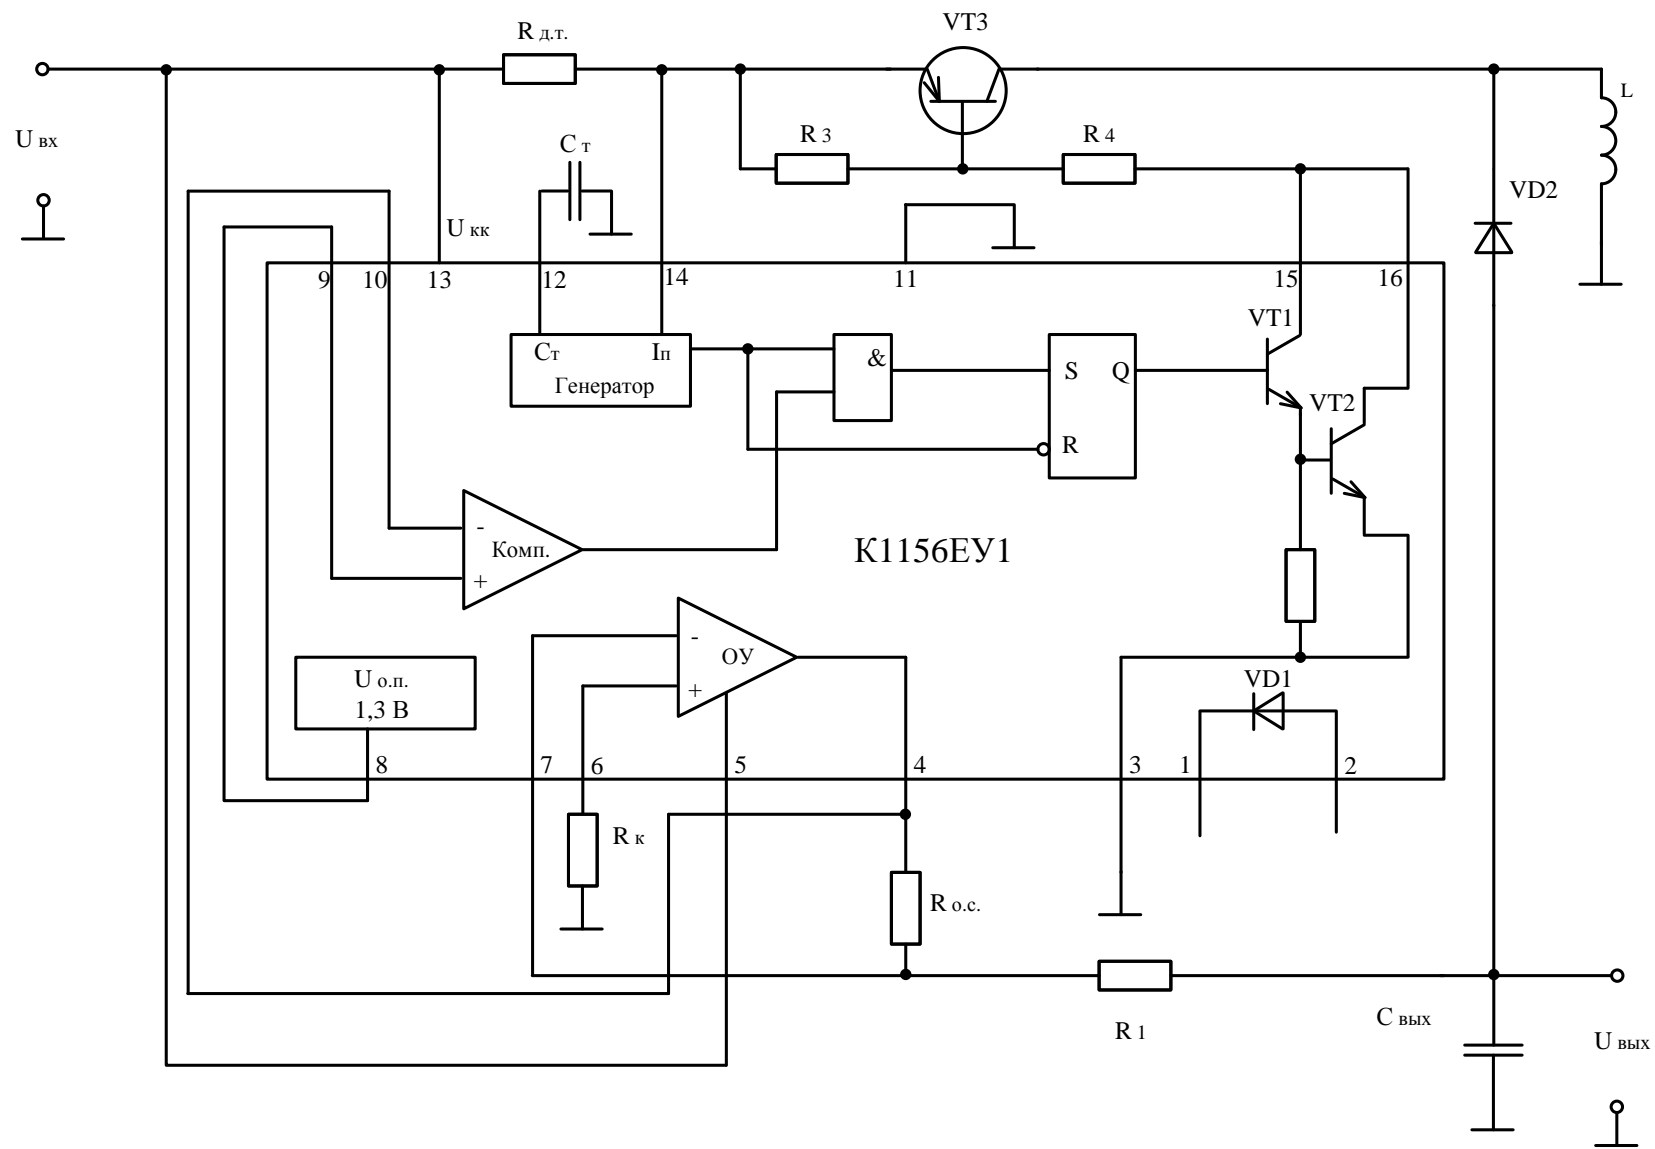 VT3
R д.т.
L
U вх
C т
R 3
R 4
VD2
U кк
9
10
13
12
14
11
15
16
VT1
Cт
Iп
Генератор
&
S
Q
R
VT2
-
Комп.
+
К1156ЕУ1
-
ОУ
+
U о.п.
1,3 В
VD1
8
7
6
5
4
3
1
2
R к
R о.с.
R 1
C вых
U вых